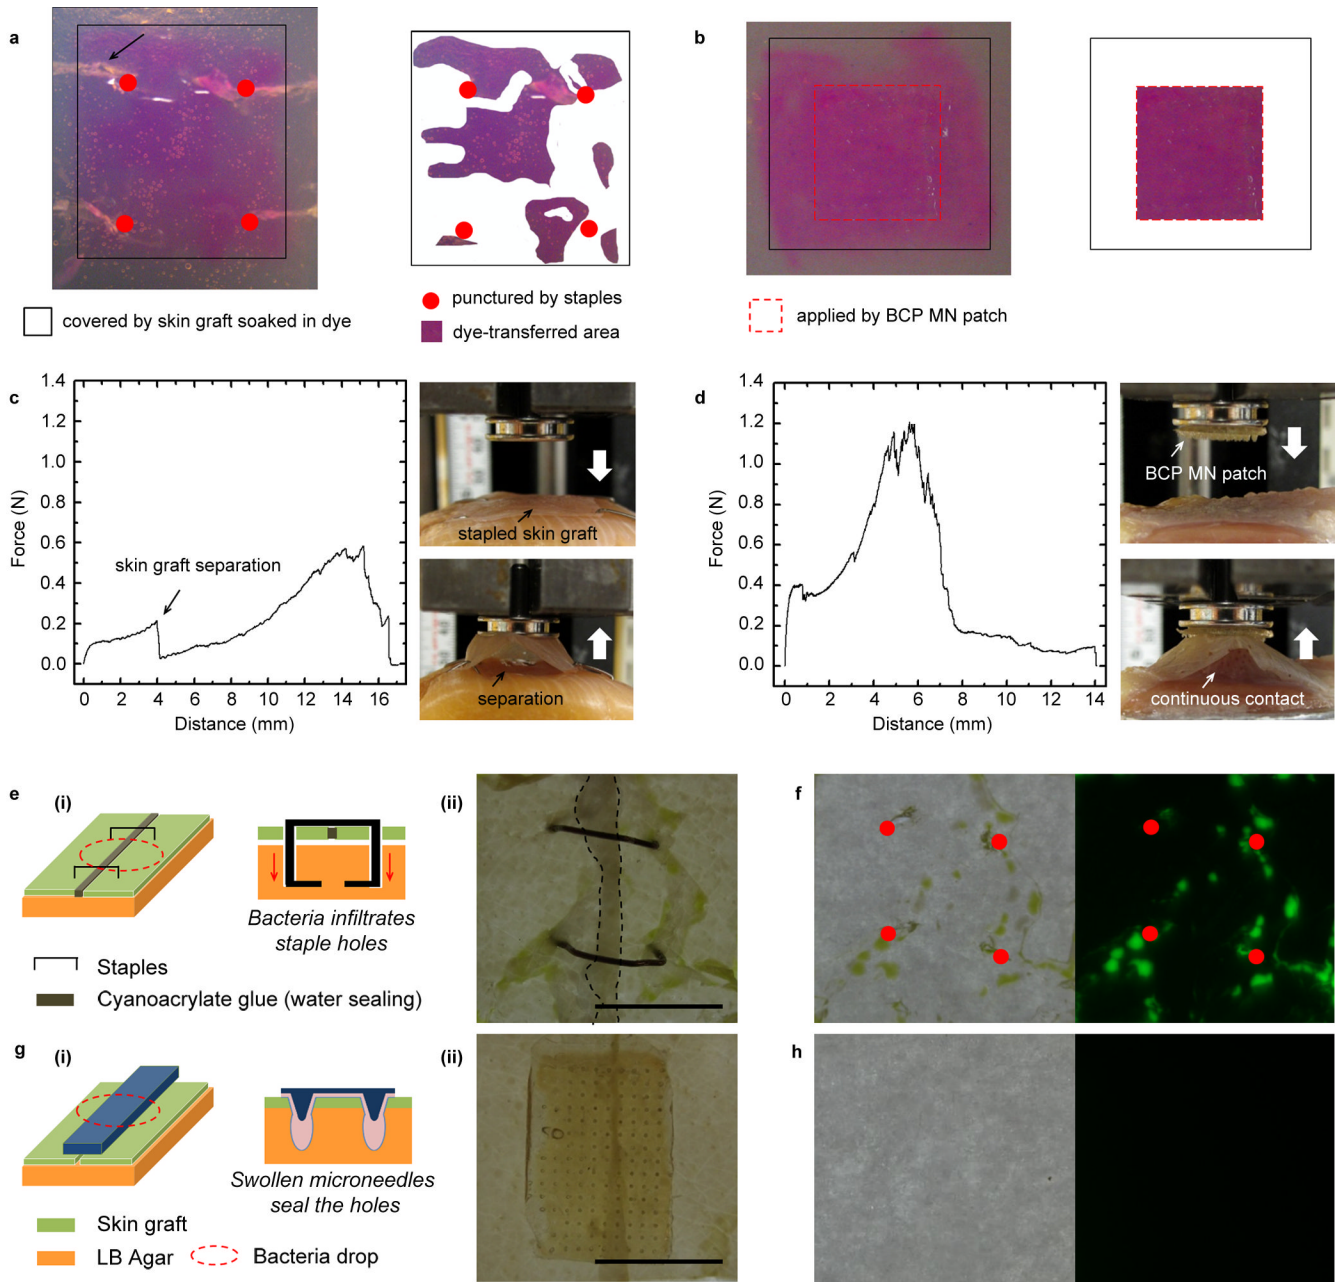 a
b
covered by skin graft soaked in dye
punctured by staples
dye-transferred area
applied by BCP MN patch
c
1.4
1.2
1.0
0.8
0.6
0.4
0.2
0.0
Force (N)
skin graft separation
0 2 4 6 8 10 12 14 16
Distance (mm)
stapled skin graft
separation
d
1.4
1.2
1.0
0.8
0.6
0.4
0.2
0.0
Force (N)
0 2 4 6 8 10 12 14
Distance (mm)
BCP MN patch
continuous contact
e
(i)
Bacteria infiltrates
staple holes
Staples
Cyanoacrylate glue (water sealing)
(ii)
f
g
(i)
Swollen microneedles
seal the holes
Skin graft
LB Agar
Bacteria drop
(ii)
h